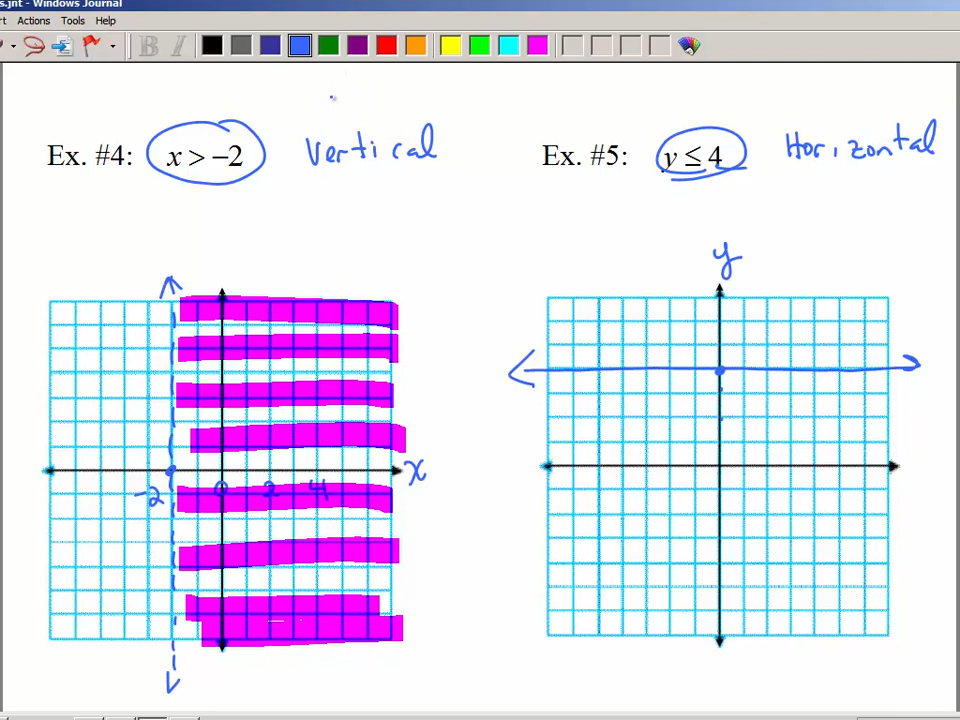 s.jnt - Windows Journal
rt Actions Tools Help
B I
Ex. #4: x > −2 Vertical
Ex. #5: y ≤ 4 Horizontal
y
x
-2 0 2 4